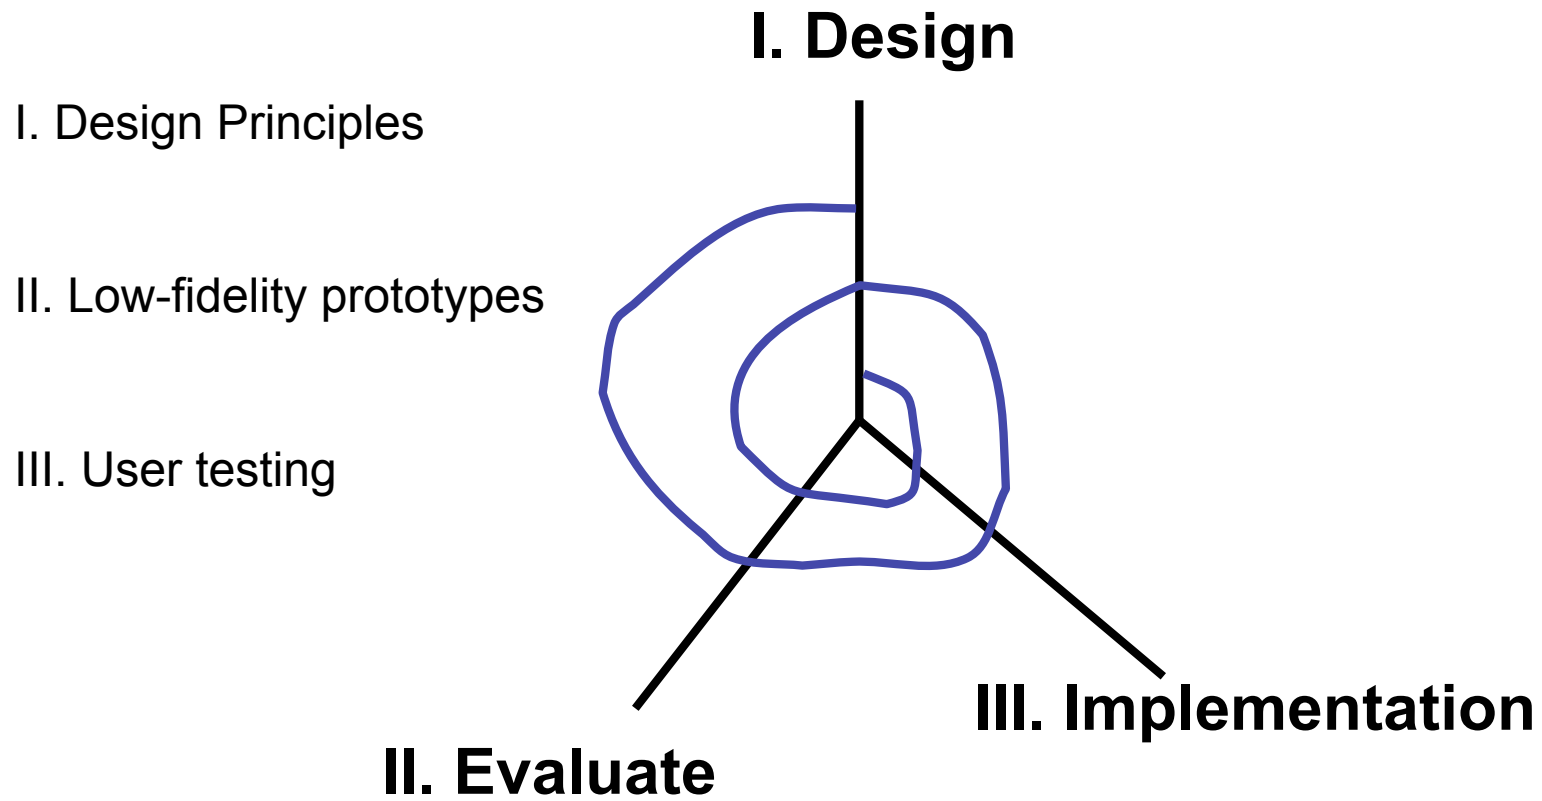 I. Design
I. Design Principles
II. Low-fidelity prototypes
III. User testing
III. Implementation
II. Evaluate